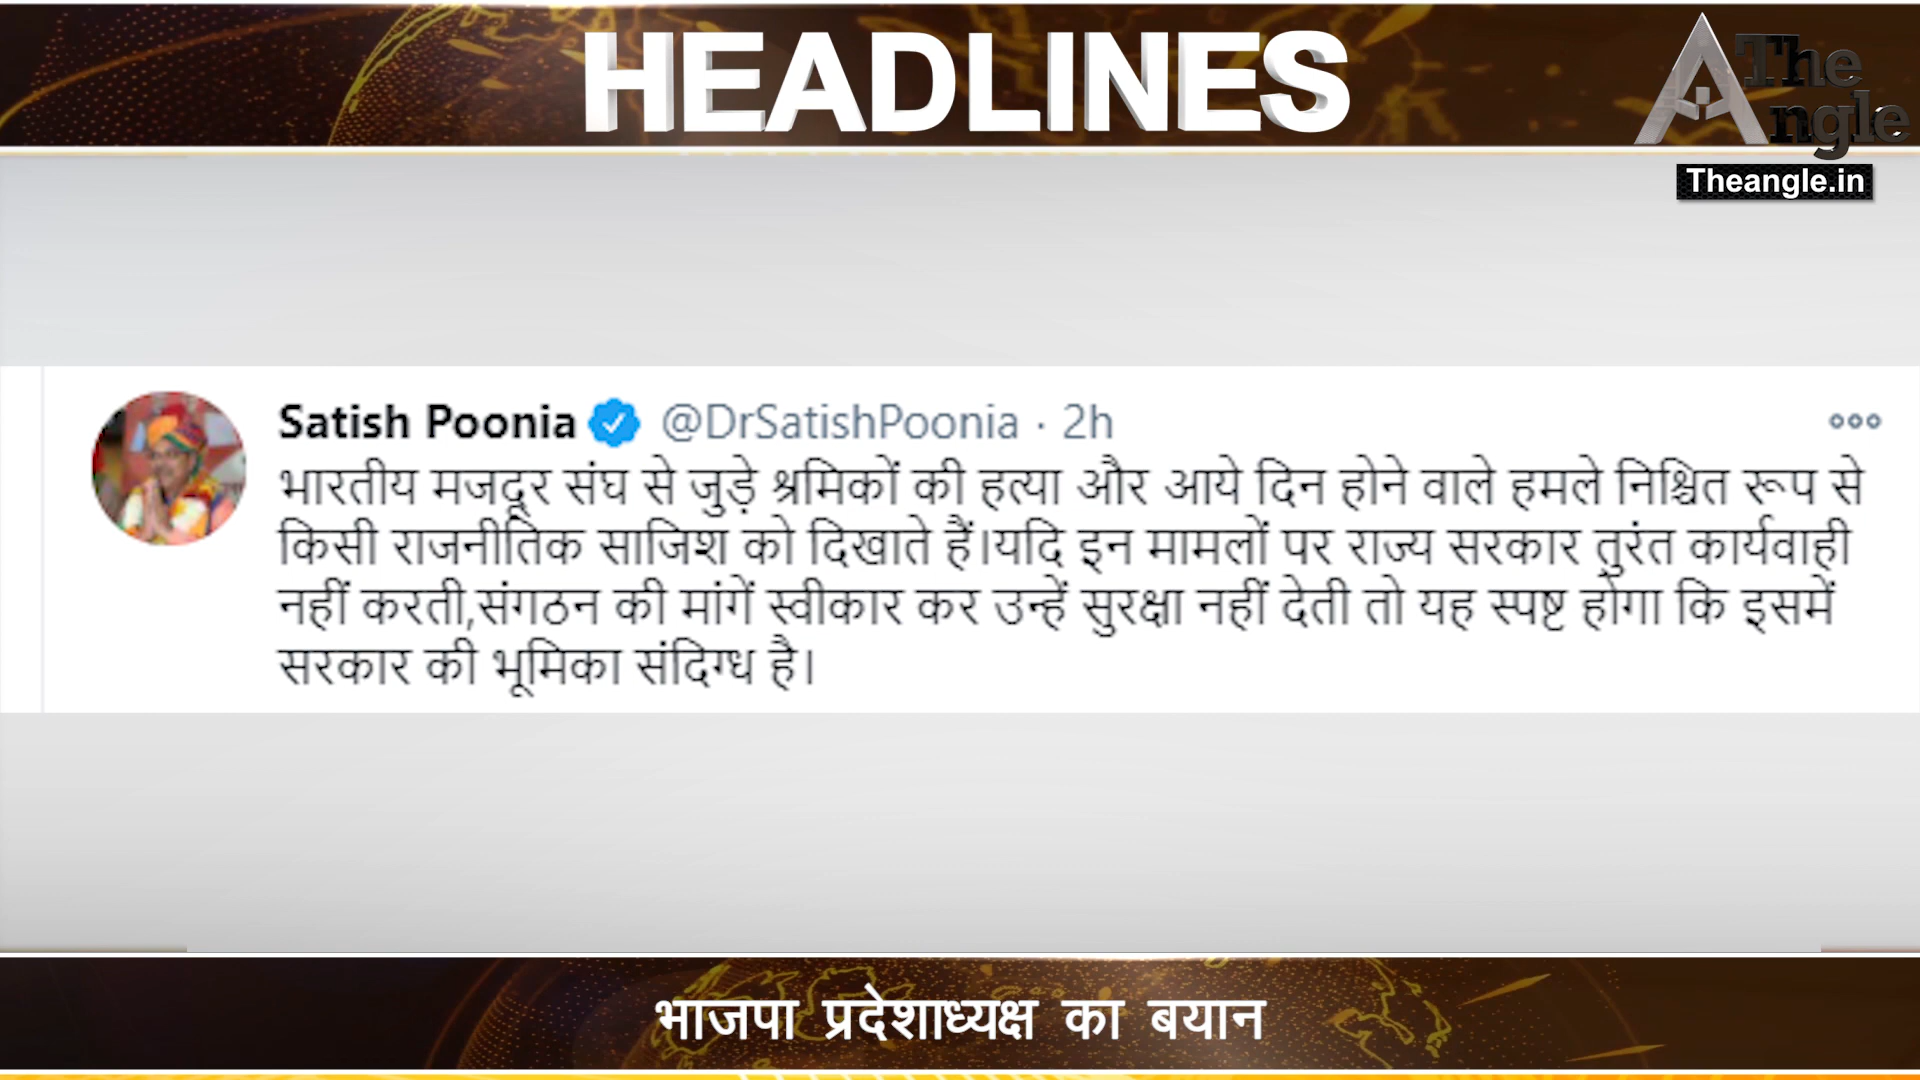 HEADLINES
The
Angle
Theangle.in
Satish Poonia @DrSatishPoonia · 2h
भारतीय मजदूर संघ से जुड़े श्रमिकों की हत्या और आये दिन होने वाले हमले निश्चित रूप से
किसी राजनीतिक साजिश को दिखाते हैं।यदि इन मामलों पर राज्य सरकार तुरंत कार्यवाही
नहीं करती,संगठन की मांगें स्वीकार कर उन्हें सुरक्षा नहीं देती तो यह स्पष्ट होगा कि इसमें
सरकार की भूमिका संदिग्ध है।
भाजपा प्रदेशाध्यक्ष का बयान